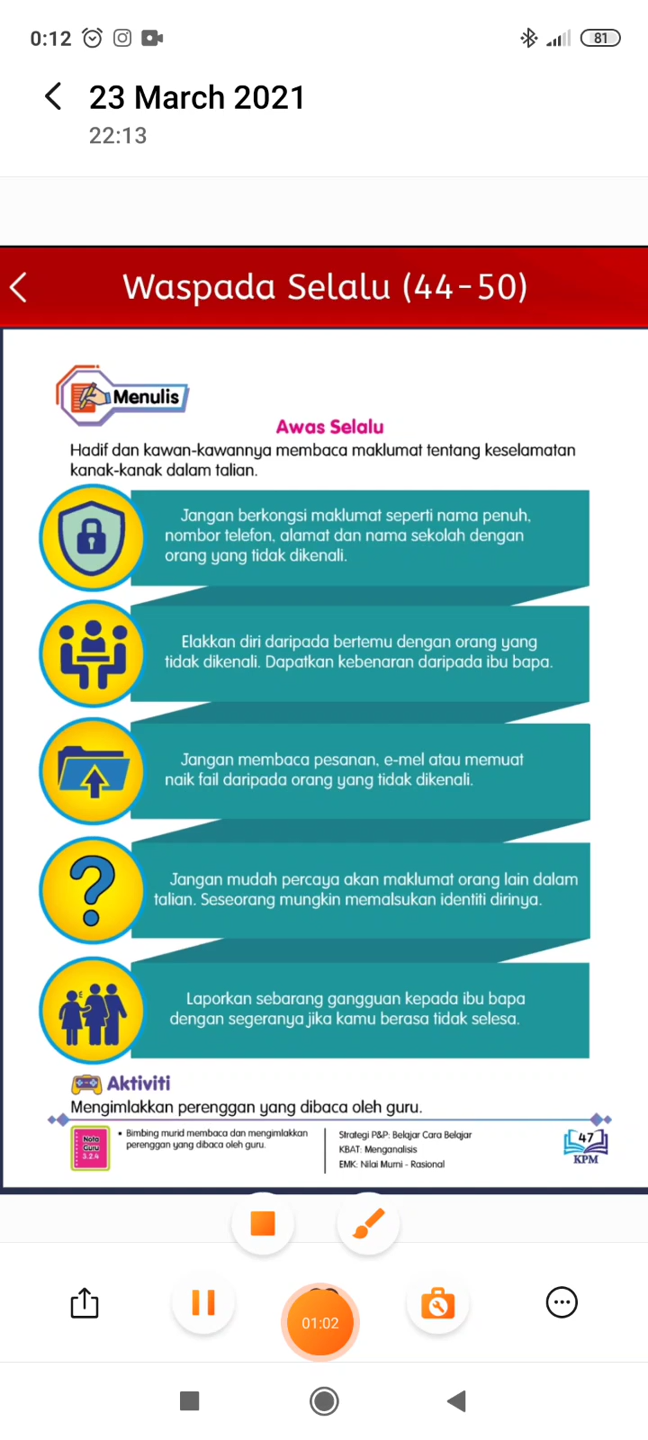 0:12
81
23 March 2021
22:13
Waspada Selalu (44-50)
Menulis
Awas Selalu
Hadif dan kawan-kawannya membaca maklumat tentang keselamatan
kanak-kanak dalam talian.
Jangan berkongsi maklumat seperti nama penuh,
nombor telefon, alamat dan nama sekolah dengan
orang yang tidak dikenali.
Elakkan diri daripada bertemu dengan orang yang
tidak dikenali. Dapatkan kebenaran daripada ibu bapa.
Jangan membaca pesanan, e-mel atau memuat
naik fail daripada orang yang tidak dikenali.
Jangan mudah percaya akan maklumat orang lain dalam
talian. Seseorang mungkin memalsukan identiti dirinya.
Laporkan sebarang gangguan kepada ibu bapa
dengan segeranya jika kamu berasa tidak selesa.
Aktiviti
Mengimlakkan perenggan yang dibaca oleh guru.
Nota
Guru
3.2.4
• Bimbing murid membaca dan mengimlakkan
perenggan yang dibaca oleh guru.
Strategi P&P: Belajar Cara Belajar
KBAT: Menganalisis
EMK: Nilai Murni - Rasional
47
KPM
01:02